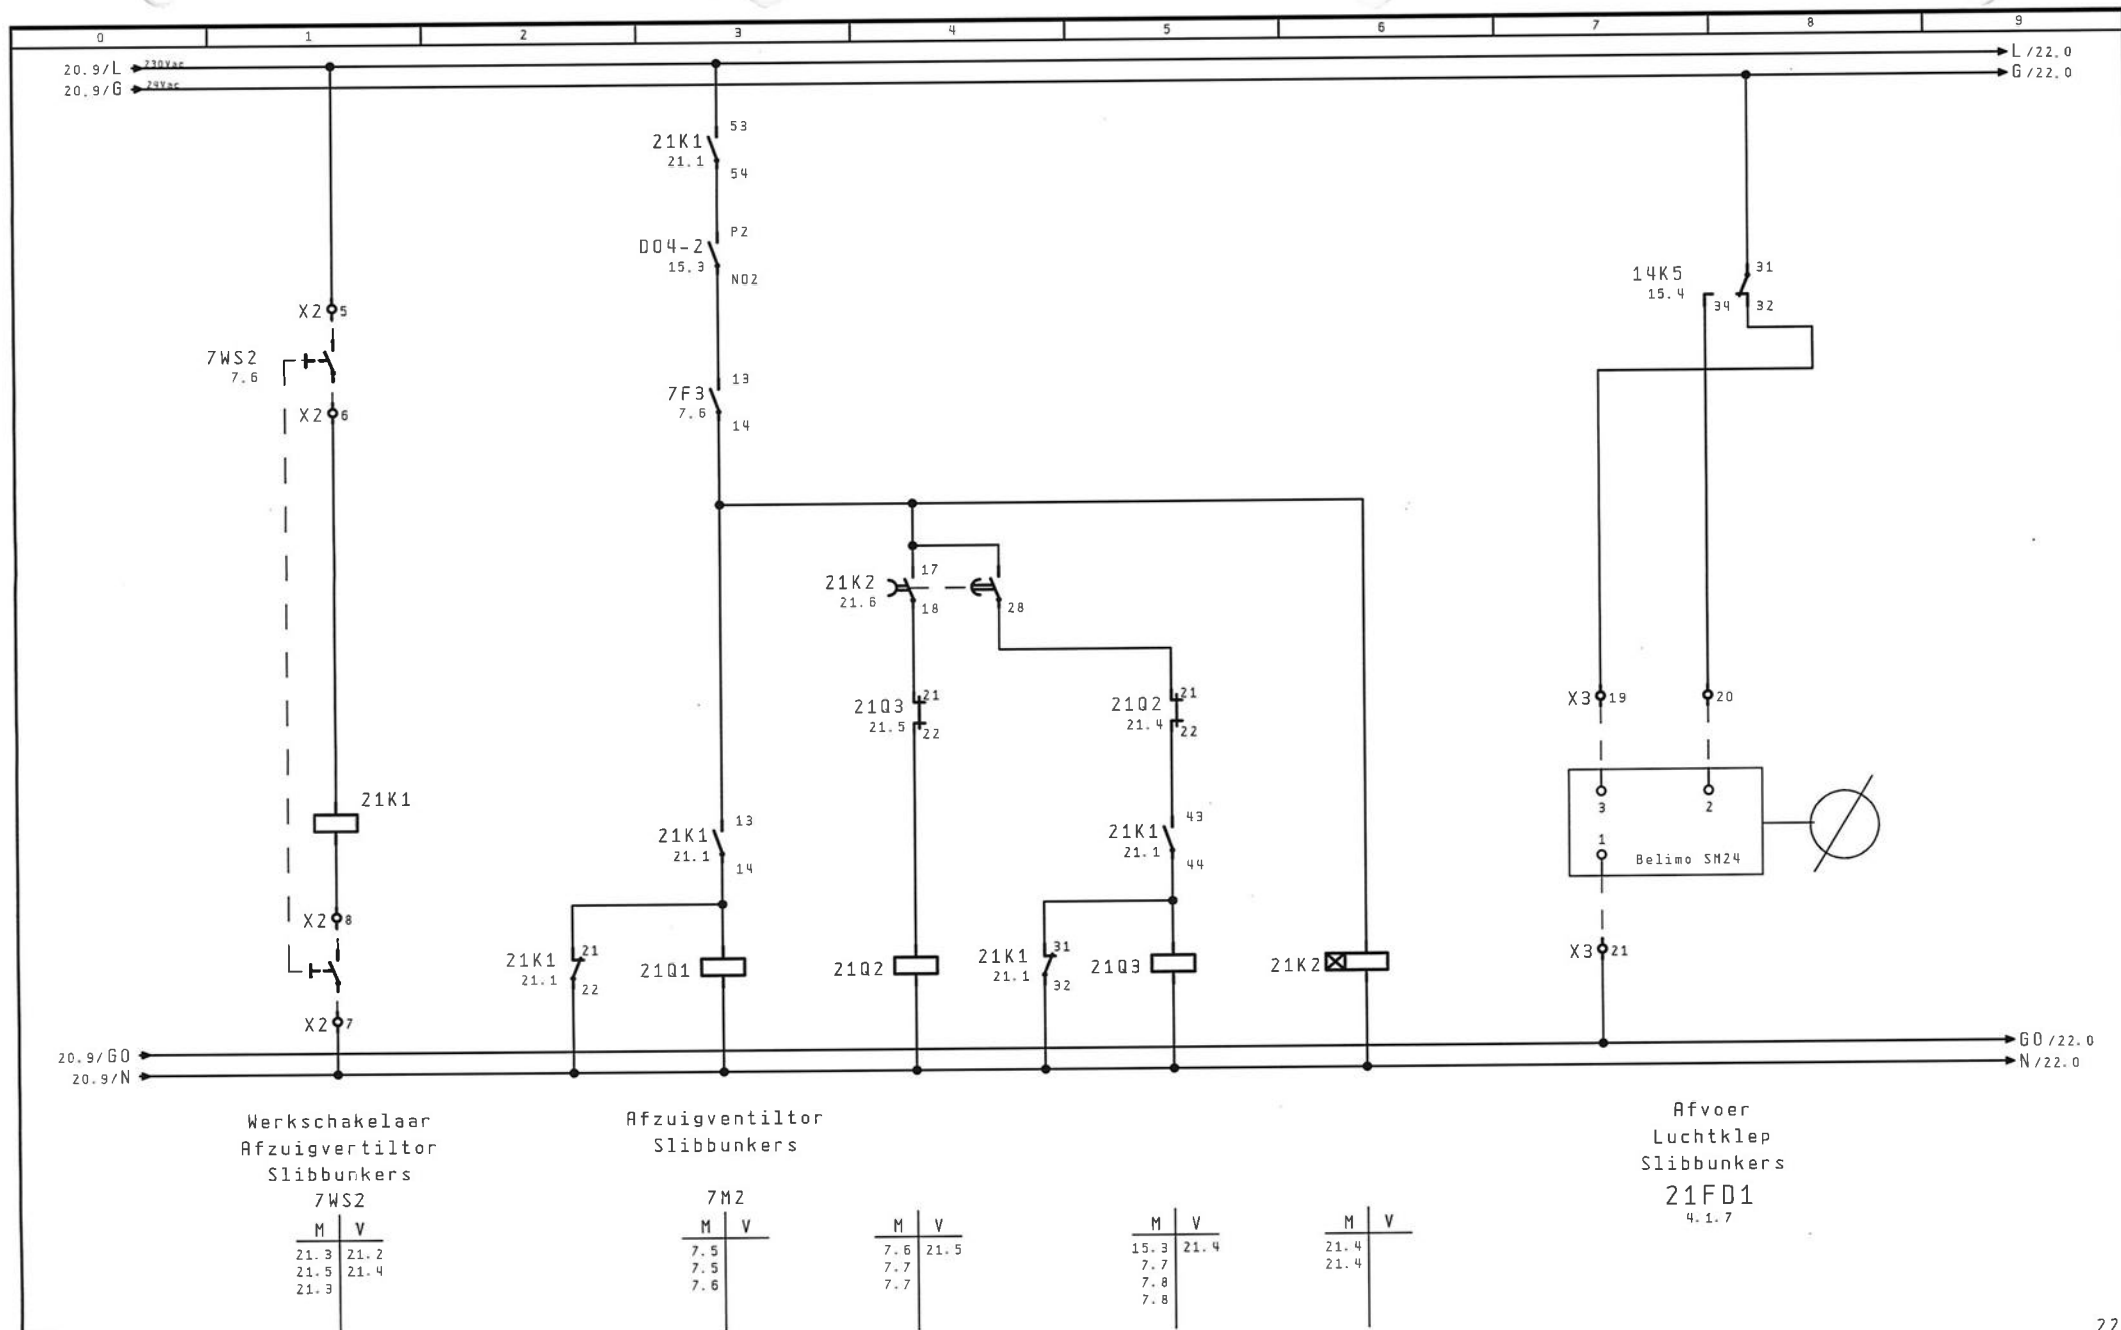 0 1 2 3 4 5 6 7 8 9
20.9/L 230Vac L/22.0
20.9/G 24Vac G/22.0
53
21K1
21.1
54
P2
D04-2
15.3
NO2
14K5
15.4
31
34 32
X2 5
7WS2
7.6
X2 6
13
7F3
7.6
14
21K2
21.6
17
18
28
21Q3
21.5
21
22
21Q2
21.4
21
22
X3 19
20
3
2
1
Belimo SM24
21K1
21K1
21.1
13
14
21K1
21.1
43
44
X2 8
21K1
21.1
21
22
21Q1
21Q2
21K1
21.1
31
32
21Q3
21K2
X3 21
X2 7
20.9/GO GO/22.0
20.9/N N/22.0
Werkschakelaar
Afzuigvertiltor
Slibbunkers
7WS2
M V
21.3 21.2
21.5 21.4
21.3
Afzuigventiltor
Slibbunkers
7M2
M V
7.5
7.5
7.6
M V
7.6 21.5
7.7
7.7
M V
15.3 21.4
7.7
7.8
7.8
M V
21.4
21.4
Afvoer
Luchtklep
Slibbunkers
21FD1
4.1.7
22